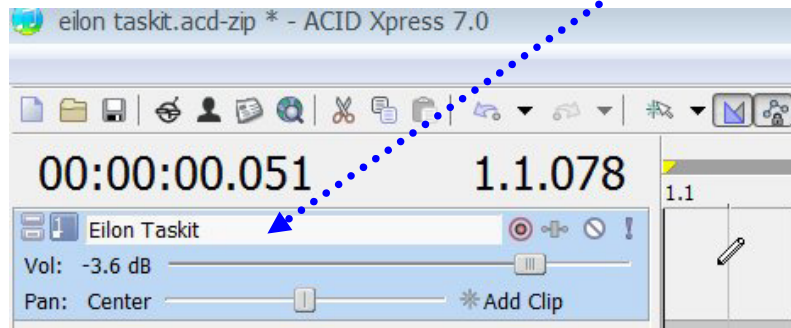 eilon taskit.acd-zip * - ACID Xpress 7.0
00:00:00.051 1.1.078
1.1
1 Eilon Taskit
Vol: -3.6 dB
Pan: Center Add Clip